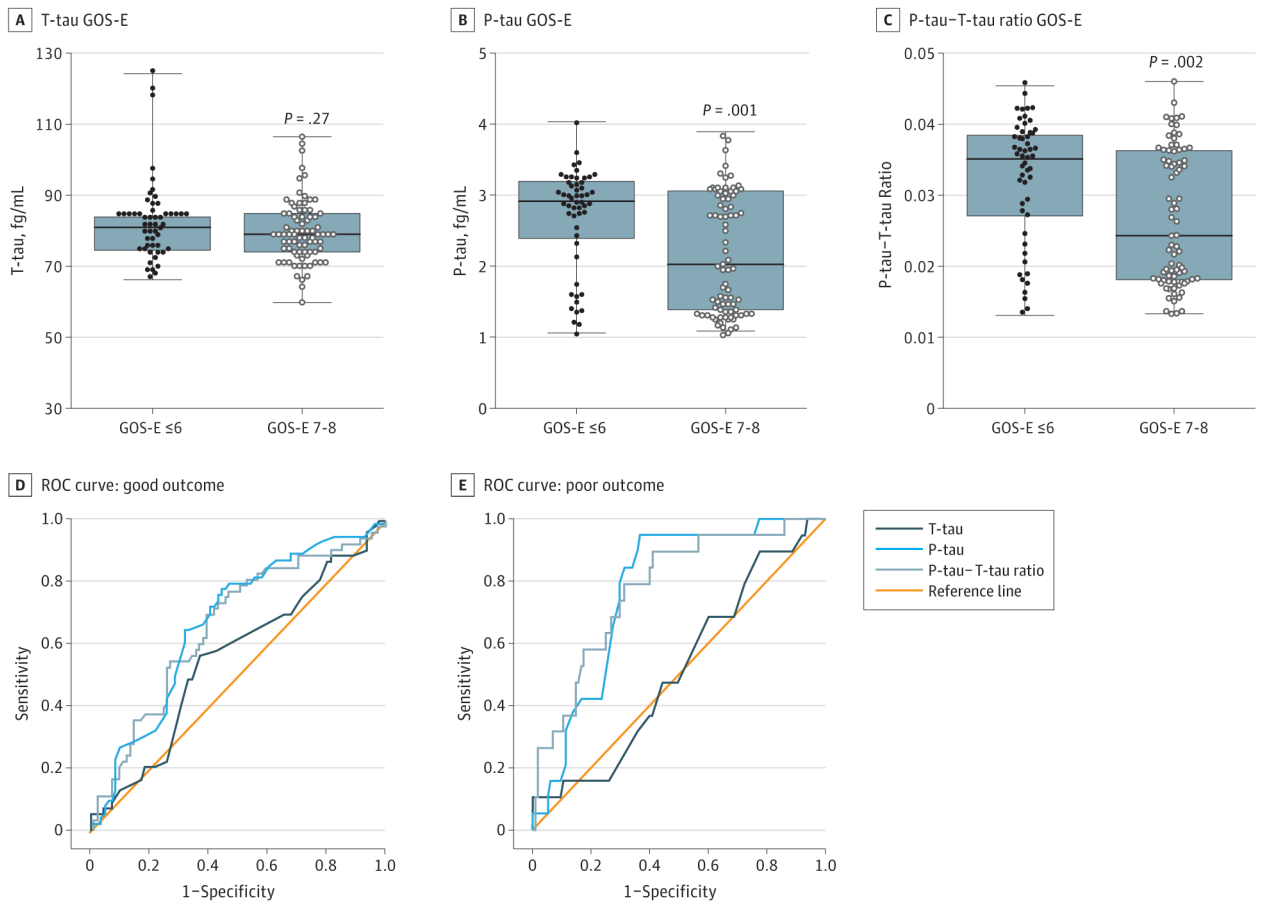 A T-tau GOS-E
130
110
90
70
50
30
T-tau, fg/mL
P = .27
GOS-E ≤6
GOS-E 7-8
B P-tau GOS-E
5
4
3
2
1
0
P-tau, fg/mL
P = .001
GOS-E ≤6
GOS-E 7-8
C P-tau–T-tau ratio GOS-E
0.05
0.04
0.03
0.02
0.01
0
P-tau–T-tau Ratio
P = .002
GOS-E ≤6
GOS-E 7-8
D ROC curve: good outcome
1.0
0.8
0.6
0.4
0.2
0
Sensitivity
0 0.2 0.4 0.6 0.8 1.0
1–Specificity
E ROC curve: poor outcome
1.0
0.8
0.6
0.4
0.2
0
Sensitivity
0 0.2 0.4 0.6 0.8 1.0
1–Specificity
T-tau
P-tau
P-tau–T-tau ratio
Reference line